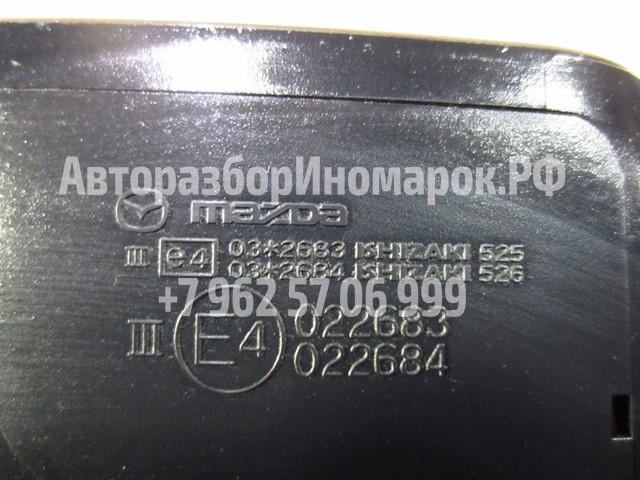 АвторазборИномарок.РФ
mazda
III e4 03*2683 ISHIZAKI 525
03*2684 ISHIZAKI 526
+7 962 57 06 999
III E4 022683
022684